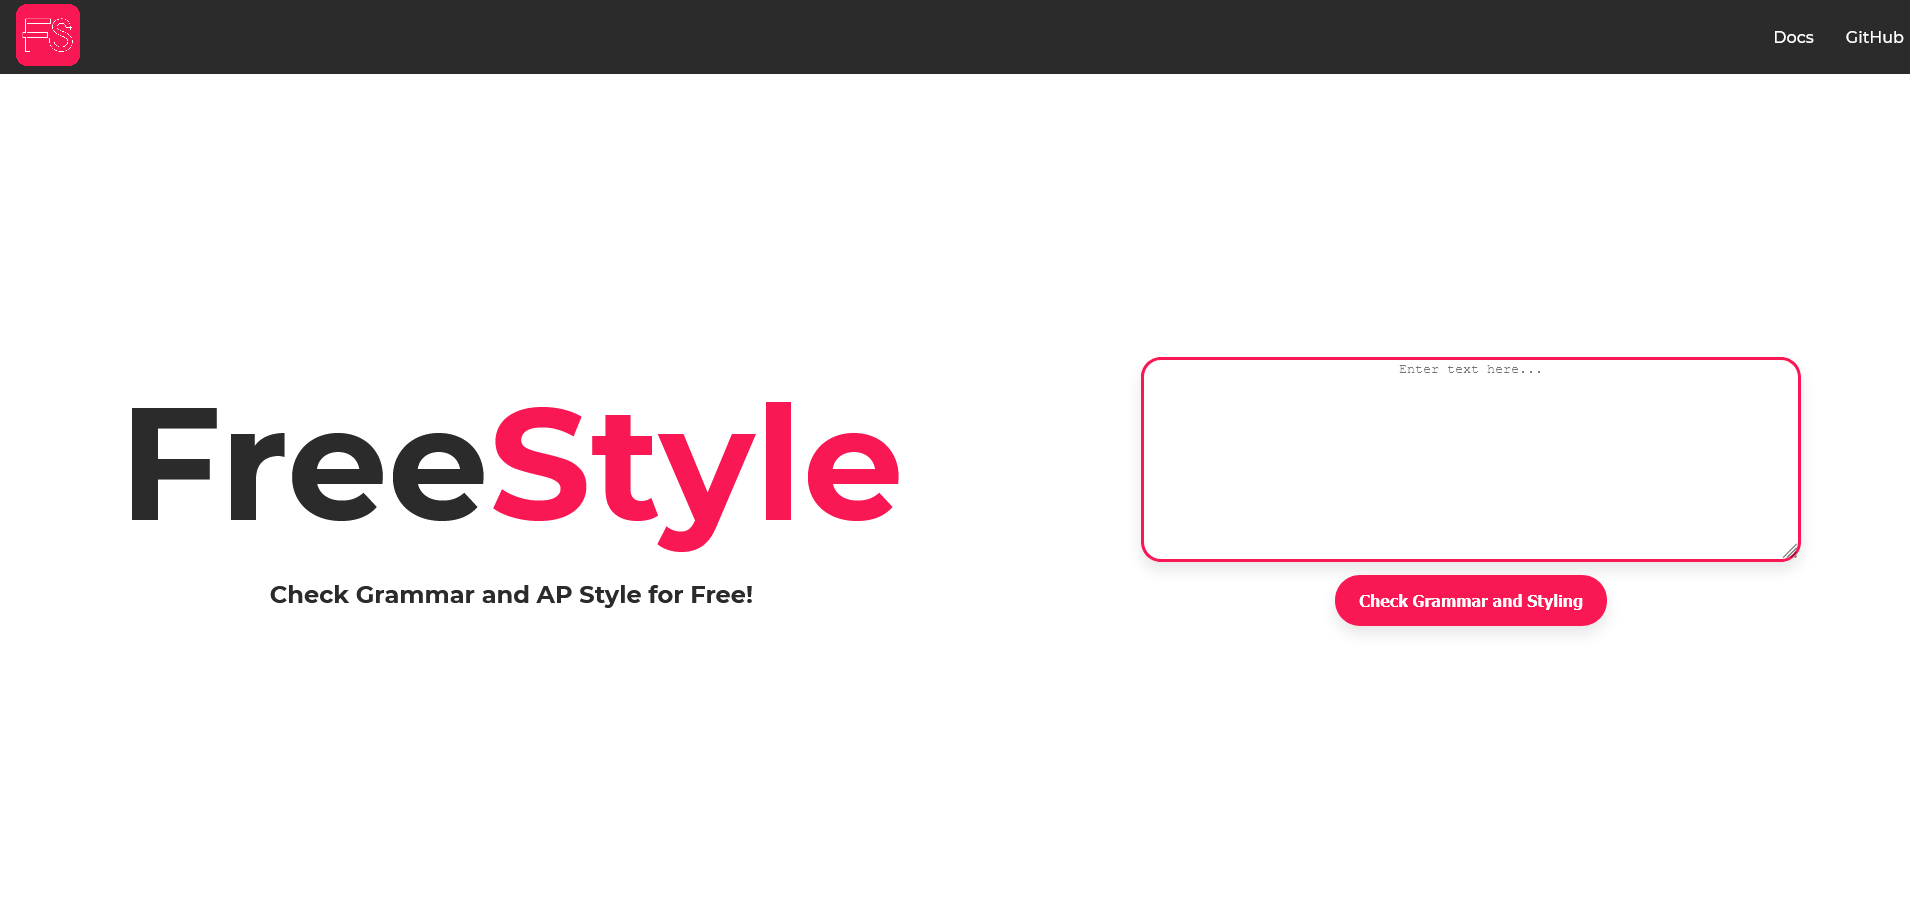 FS
Docs
GitHub
FreeStyle
Check Grammar and AP Style for Free!
Enter text here...
Check Grammar and Styling